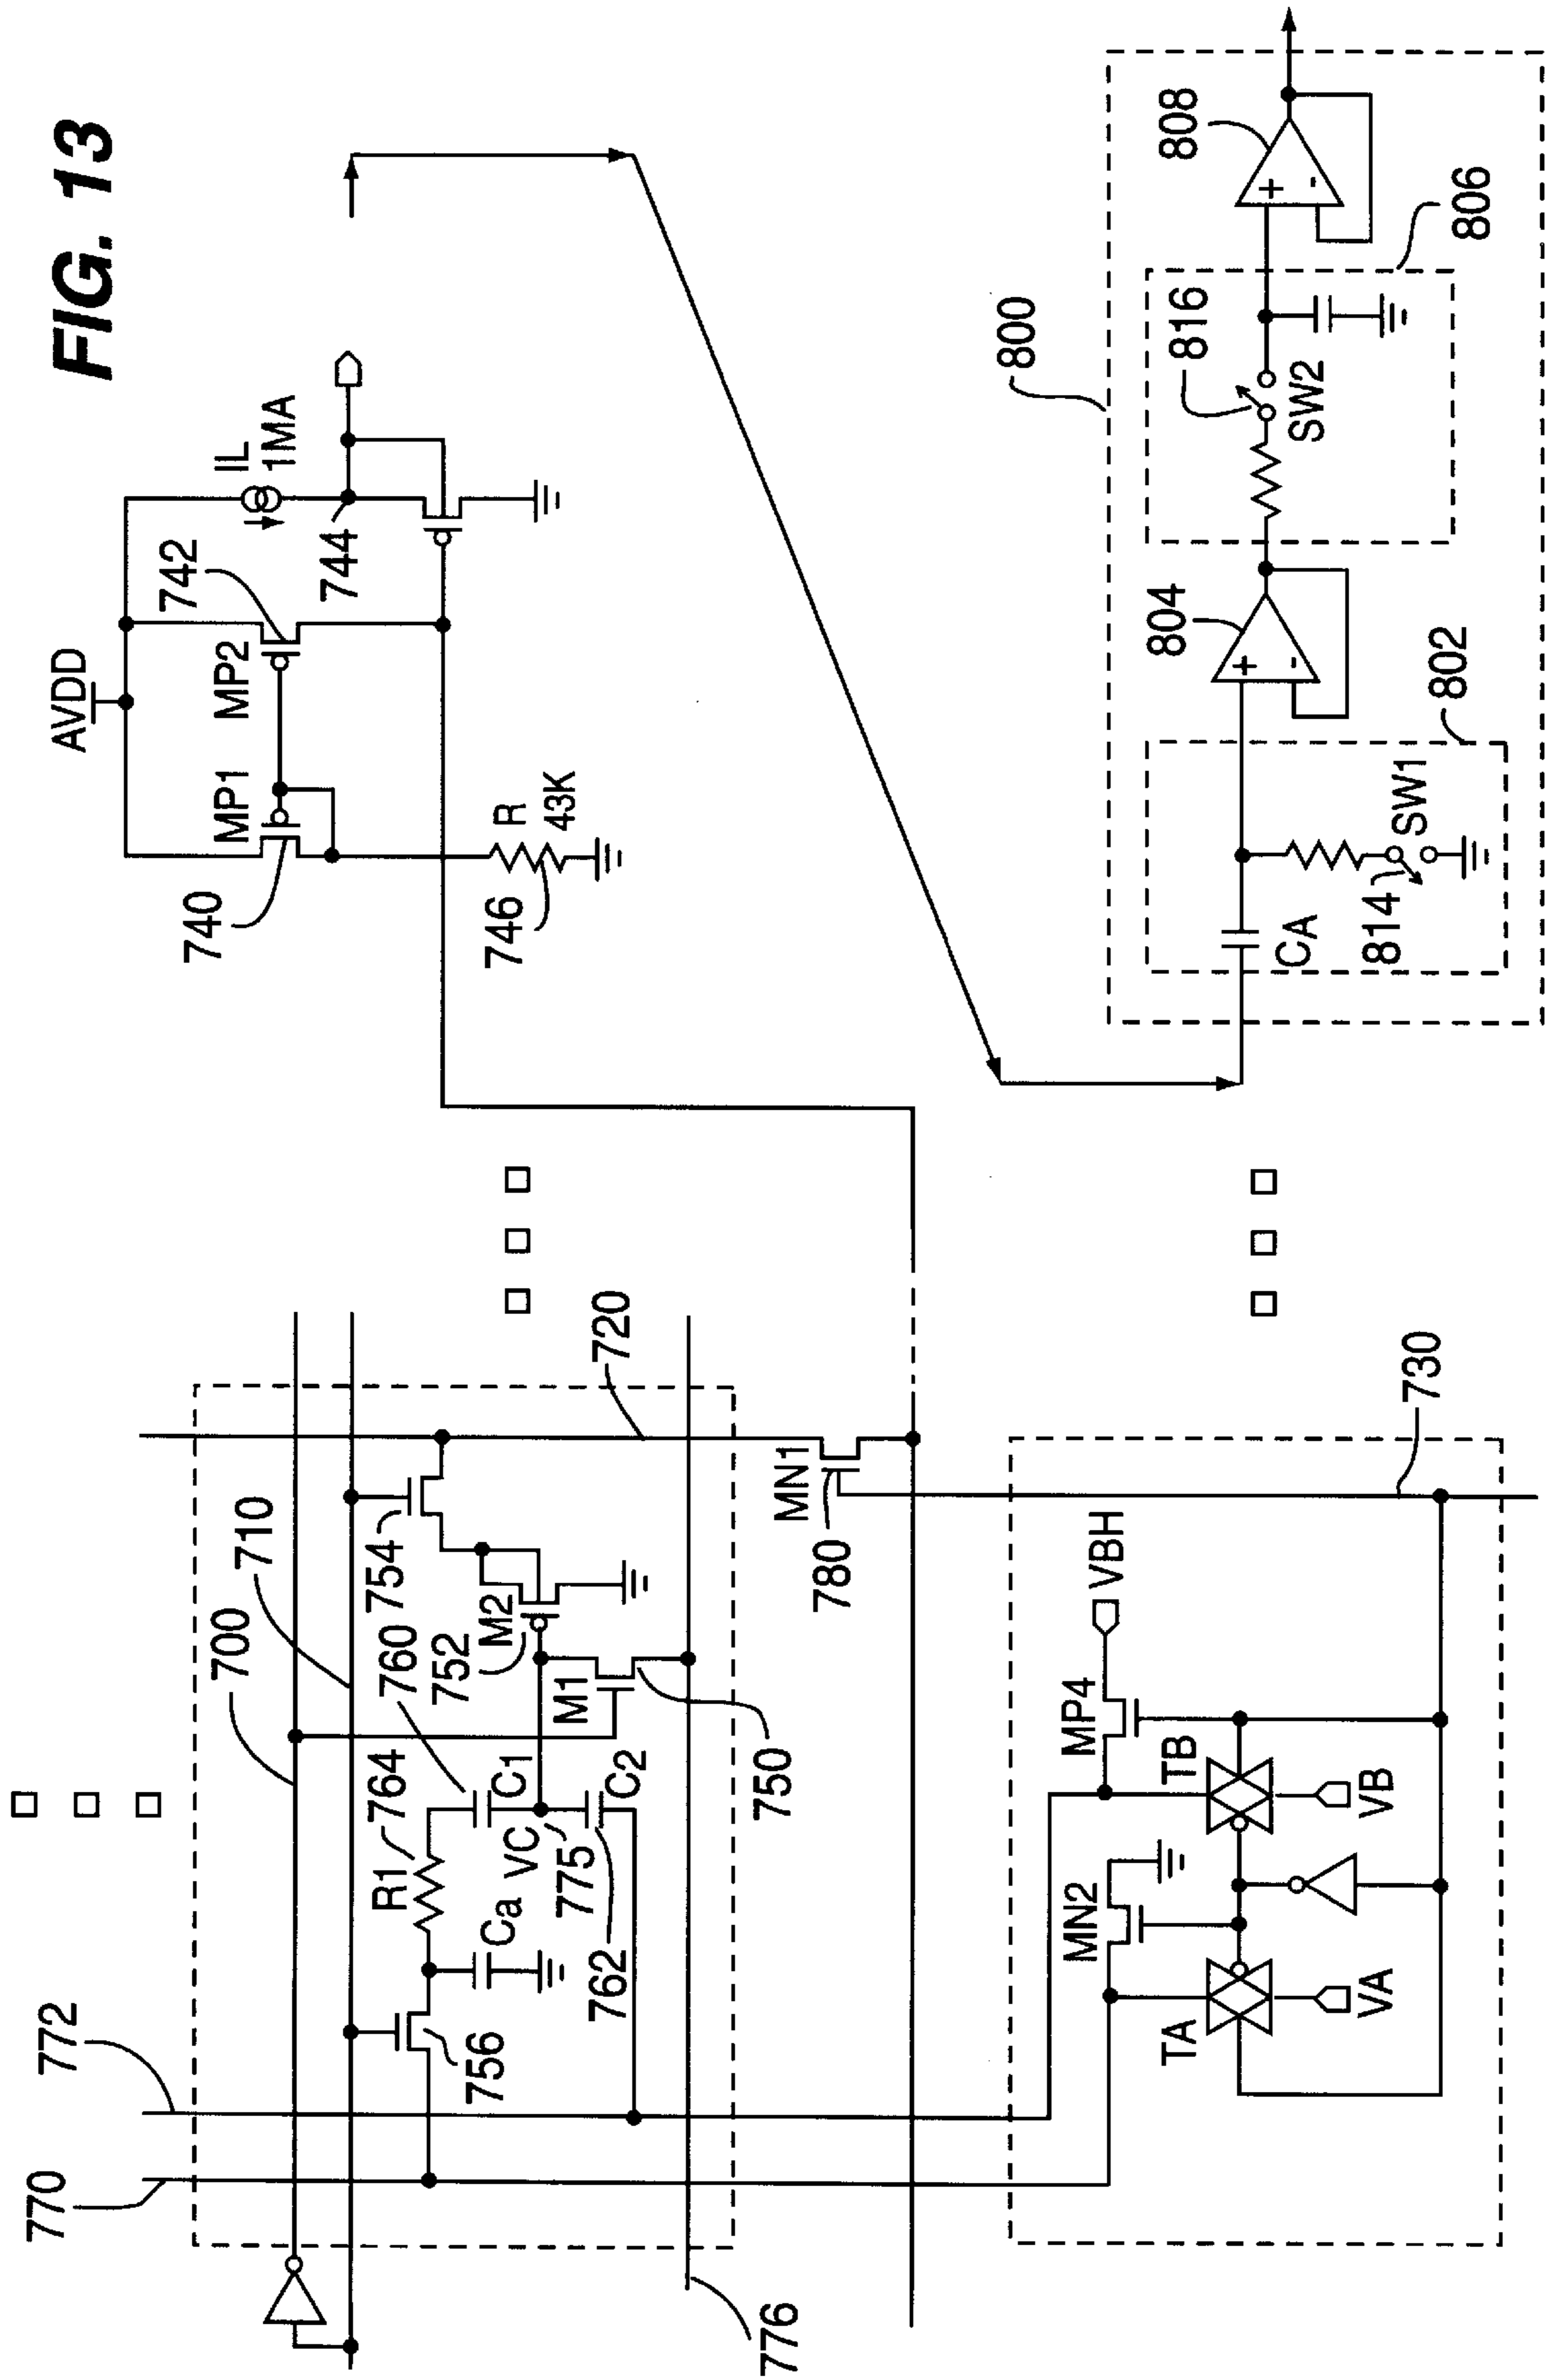 FIG. 13
770
772
700
710
754
760
764
R1
Ca
C1
VC
775
762
C2
756
M1
M2
752
750
720
776
MN1
780
730
VBH
MP4
TB
VB
MN2
TA
VA
AVDD
MP1
740
MP2
742
744
IL
1MA
R
43K
746
800
802
CA
814
SW1
804
816
SW2
806
808
+
-
+
-